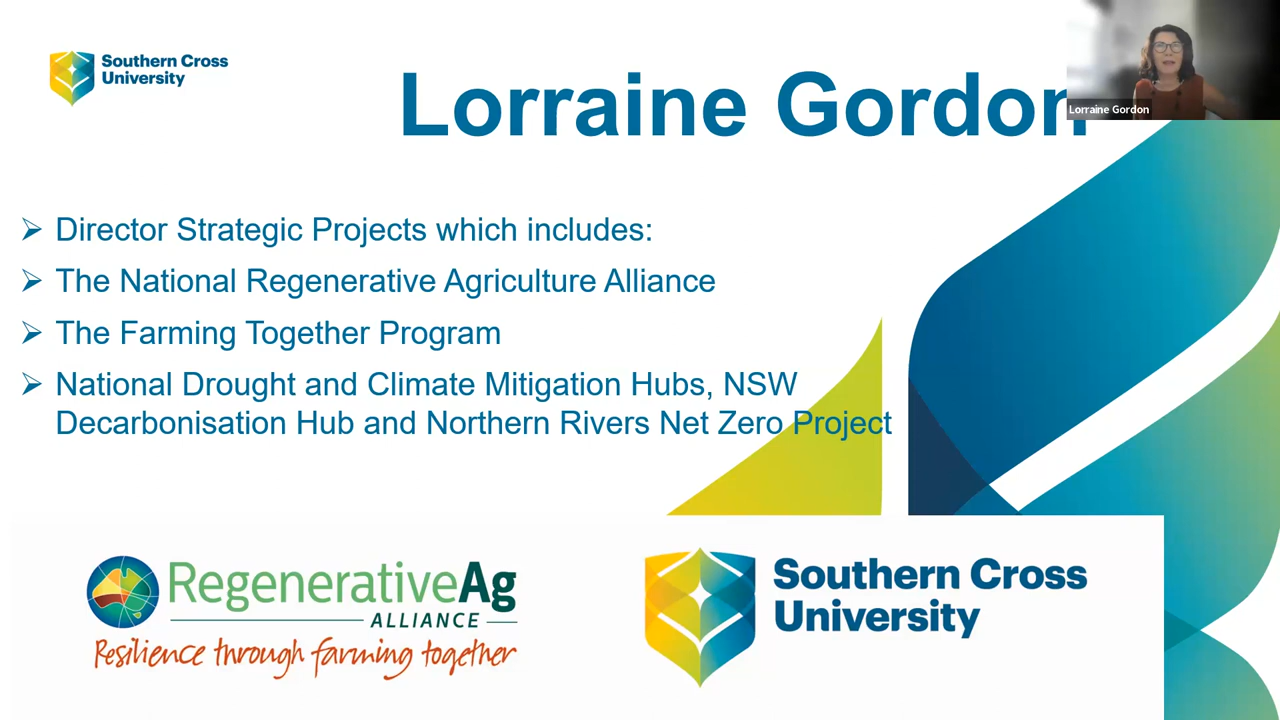 Southern Cross
University
Lorraine Gordon
Lorraine Gordon
Director Strategic Projects which includes:
The National Regenerative Agriculture Alliance
The Farming Together Program
National Drought and Climate Mitigation Hubs, NSW
Decarbonisation Hub and Northern Rivers Net Zero Project
RegenerativeAg
ALLIANCE
Resilience through farming together
Southern Cross
University